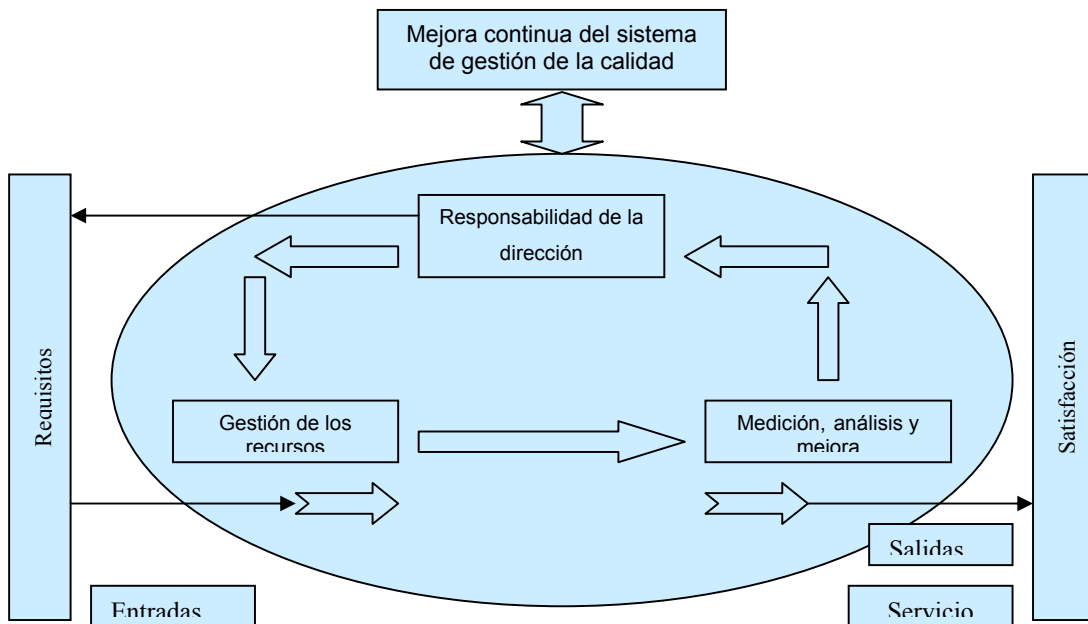 Mejora continua del sistema
de gestión de la calidad
Responsabilidad de la
dirección
Requisitos
Satisfacción
Gestión de los
recursos
Medición, análisis y
mejora
Salidas
Entradas
Servicio